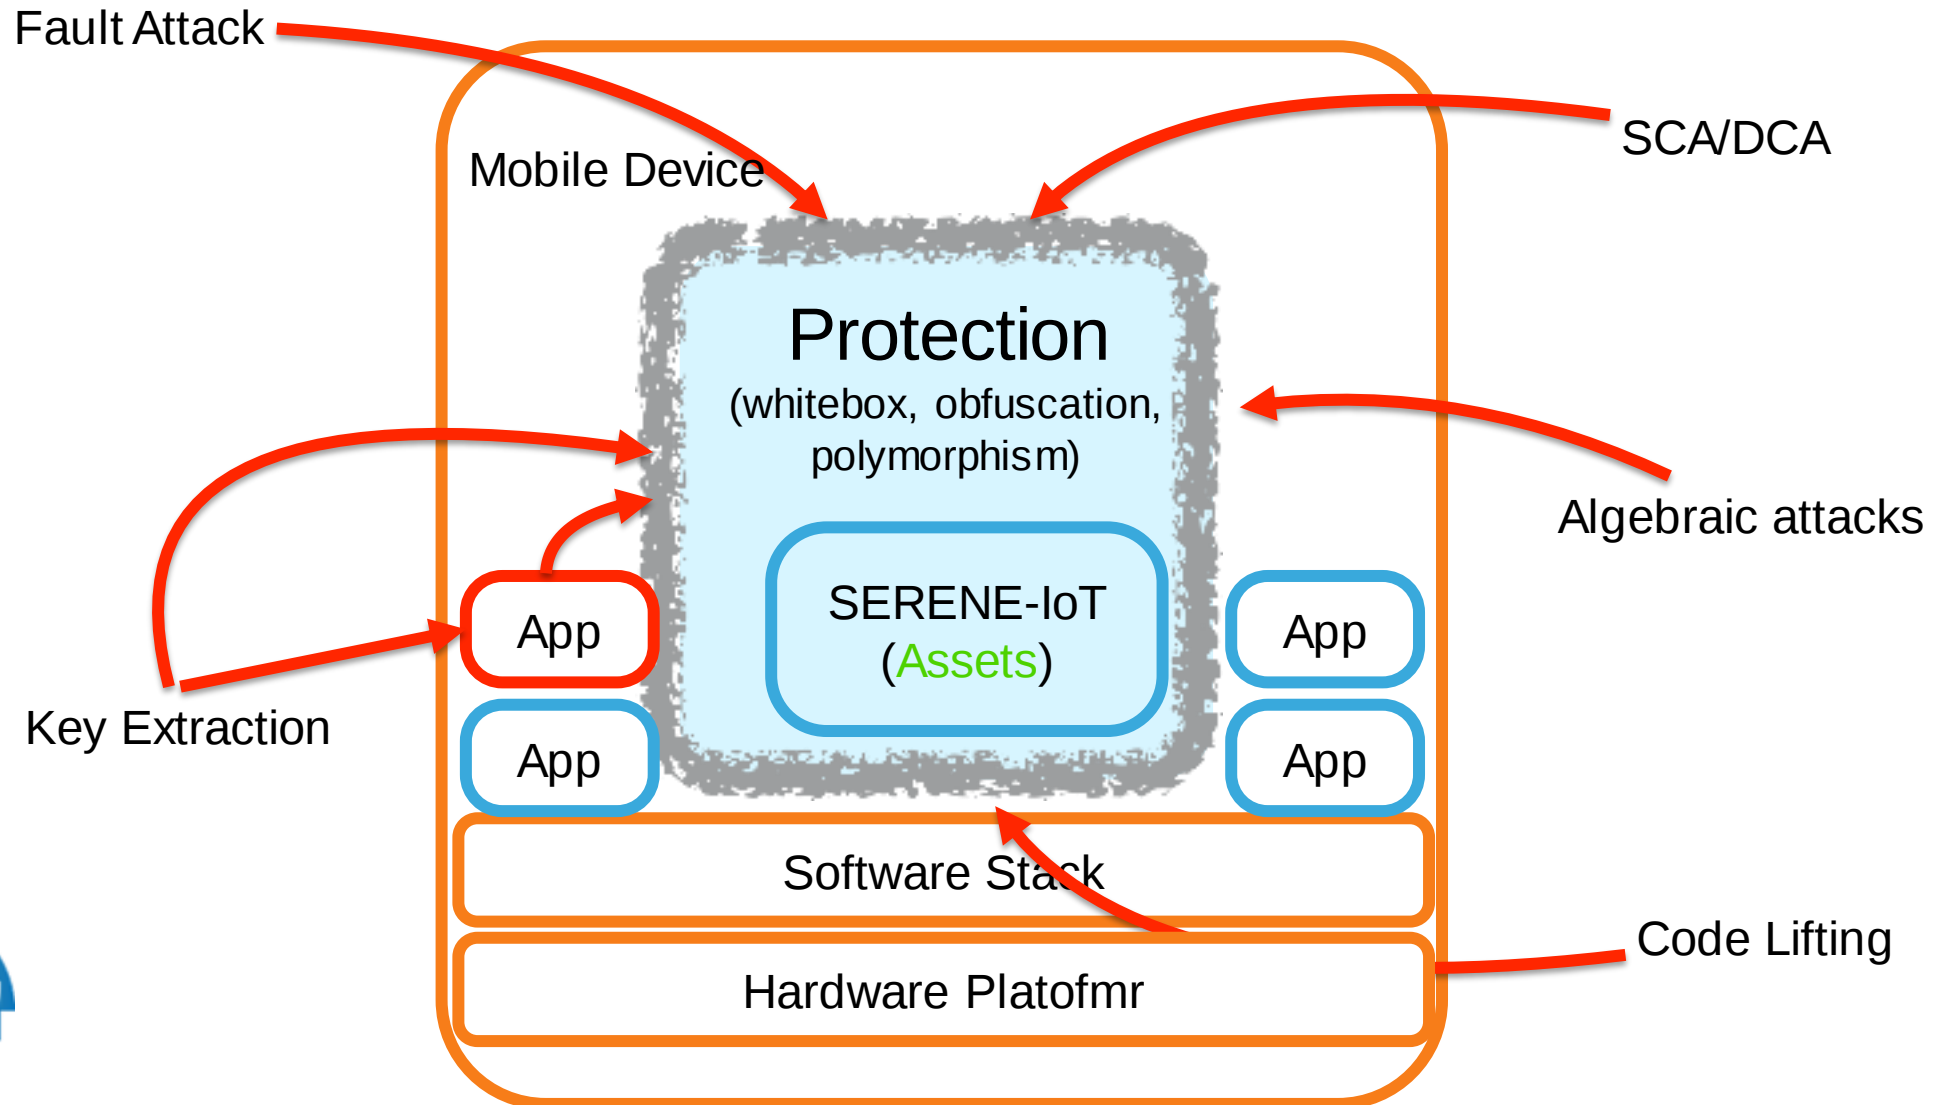 Fault Attack
SCA/DCA
Mobile Device
Protection
(whitebox, obfuscation,
polymorphism)
Algebraic attacks
SERENE-IoT
(Assets)
App
App
Key Extraction
App
App
Software Stack
Code Lifting
Hardware Platofmr